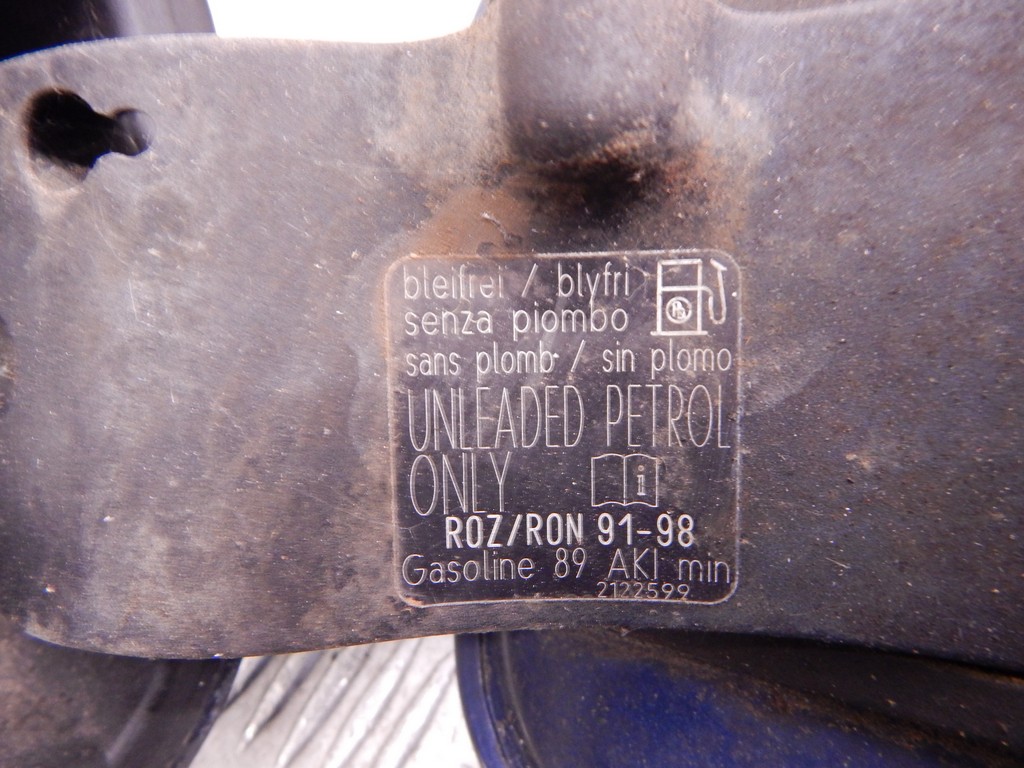 bleifrei / blyfri
senza piombo
sans plomb / sin plomo
UNLEADED PETROL
ONLY i
ROZ/RON 91-98
Gasoline 89 AKI min
2122599